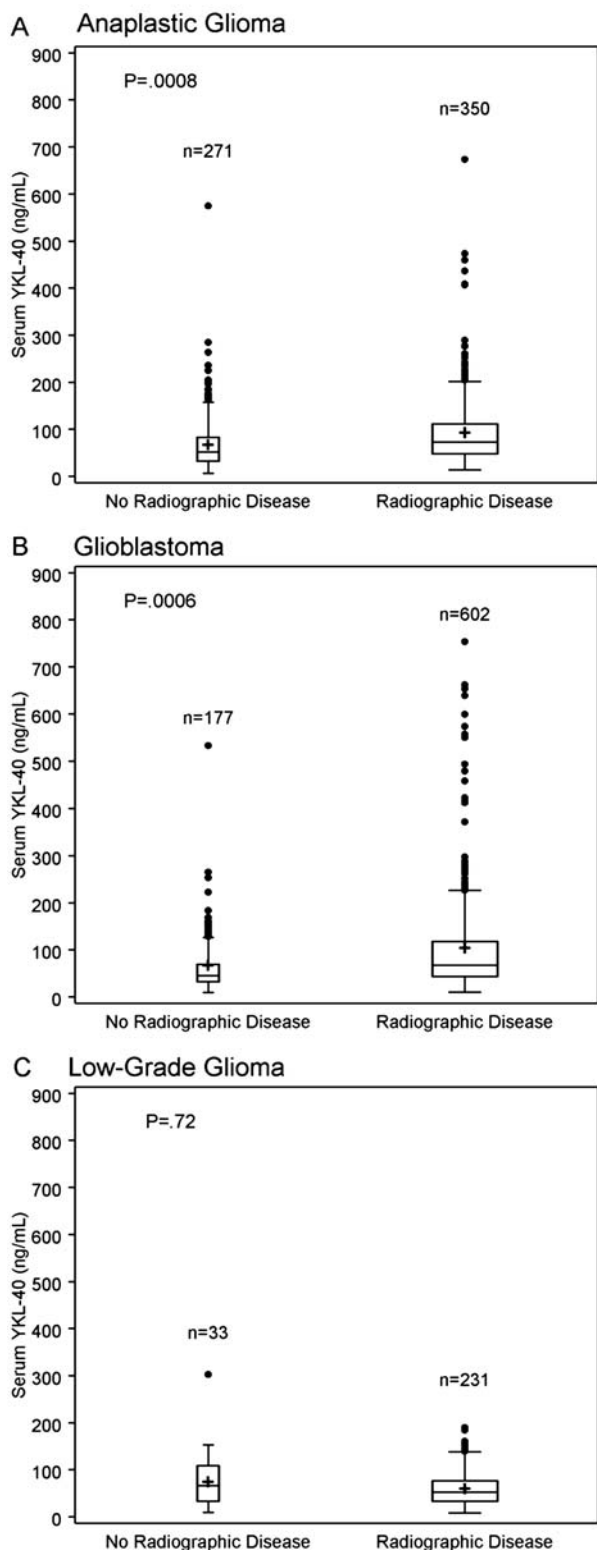 A Anaplastic Glioma
900
800
700
600
500
400
300
200
100
0
Serum YKL-40 (ng/mL)
P=.0008
n=271
n=350
No Radiographic Disease
Radiographic Disease
B Glioblastoma
900
800
700
600
500
400
300
200
100
0
Serum YKL-40 (ng/mL)
P=.0006
n=177
n=602
No Radiographic Disease
Radiographic Disease
C Low-Grade Glioma
900
800
700
600
500
400
300
200
100
0
Serum YKL-40 (ng/mL)
P=.72
n=33
n=231
No Radiographic Disease
Radiographic Disease